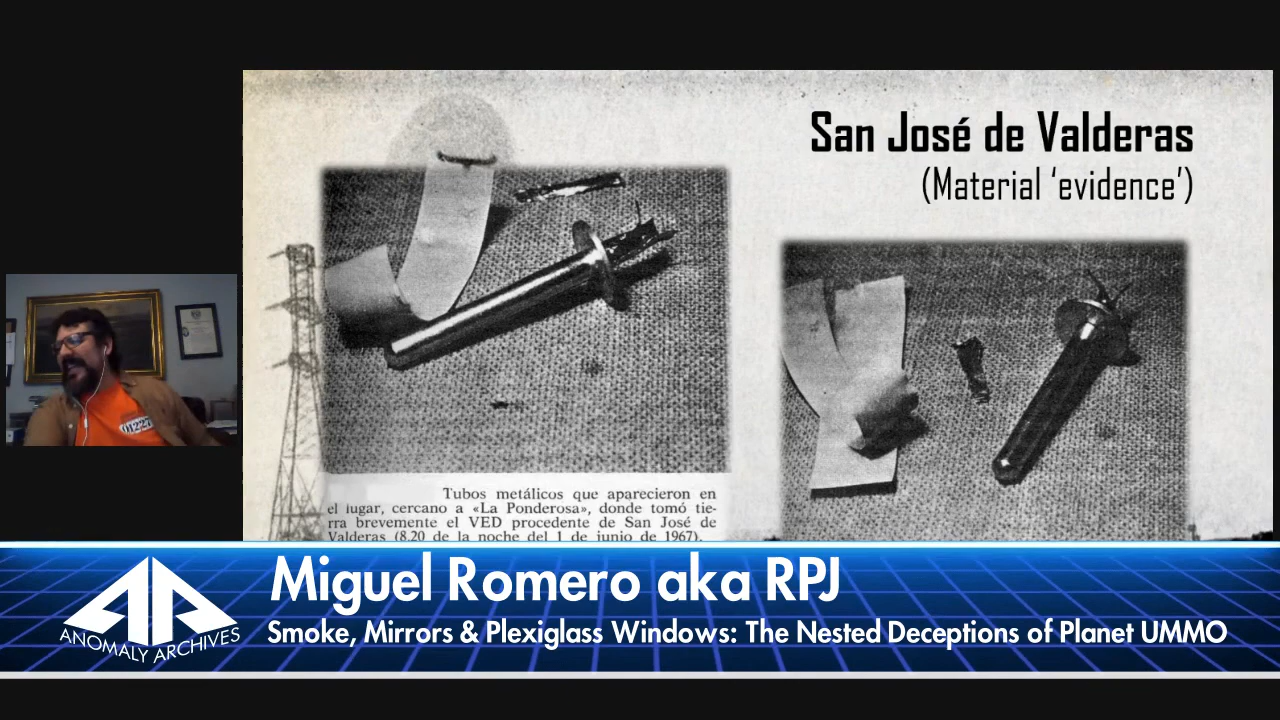 San José de Valderas
(Material ‘evidence’)
Tubos metálicos que aparecieron en
el lugar, cercano a «La Ponderosa», donde tomó tie-
rra brevemente el VED procedente de San José de
Valderas (8,20 de la noche del 1 de junio de 1967).
01227
Miguel Romero aka RPJ
Smoke, Mirrors & Plexiglass Windows: The Nested Deceptions of Planet UMMO
ANOMALY ARCHIVES